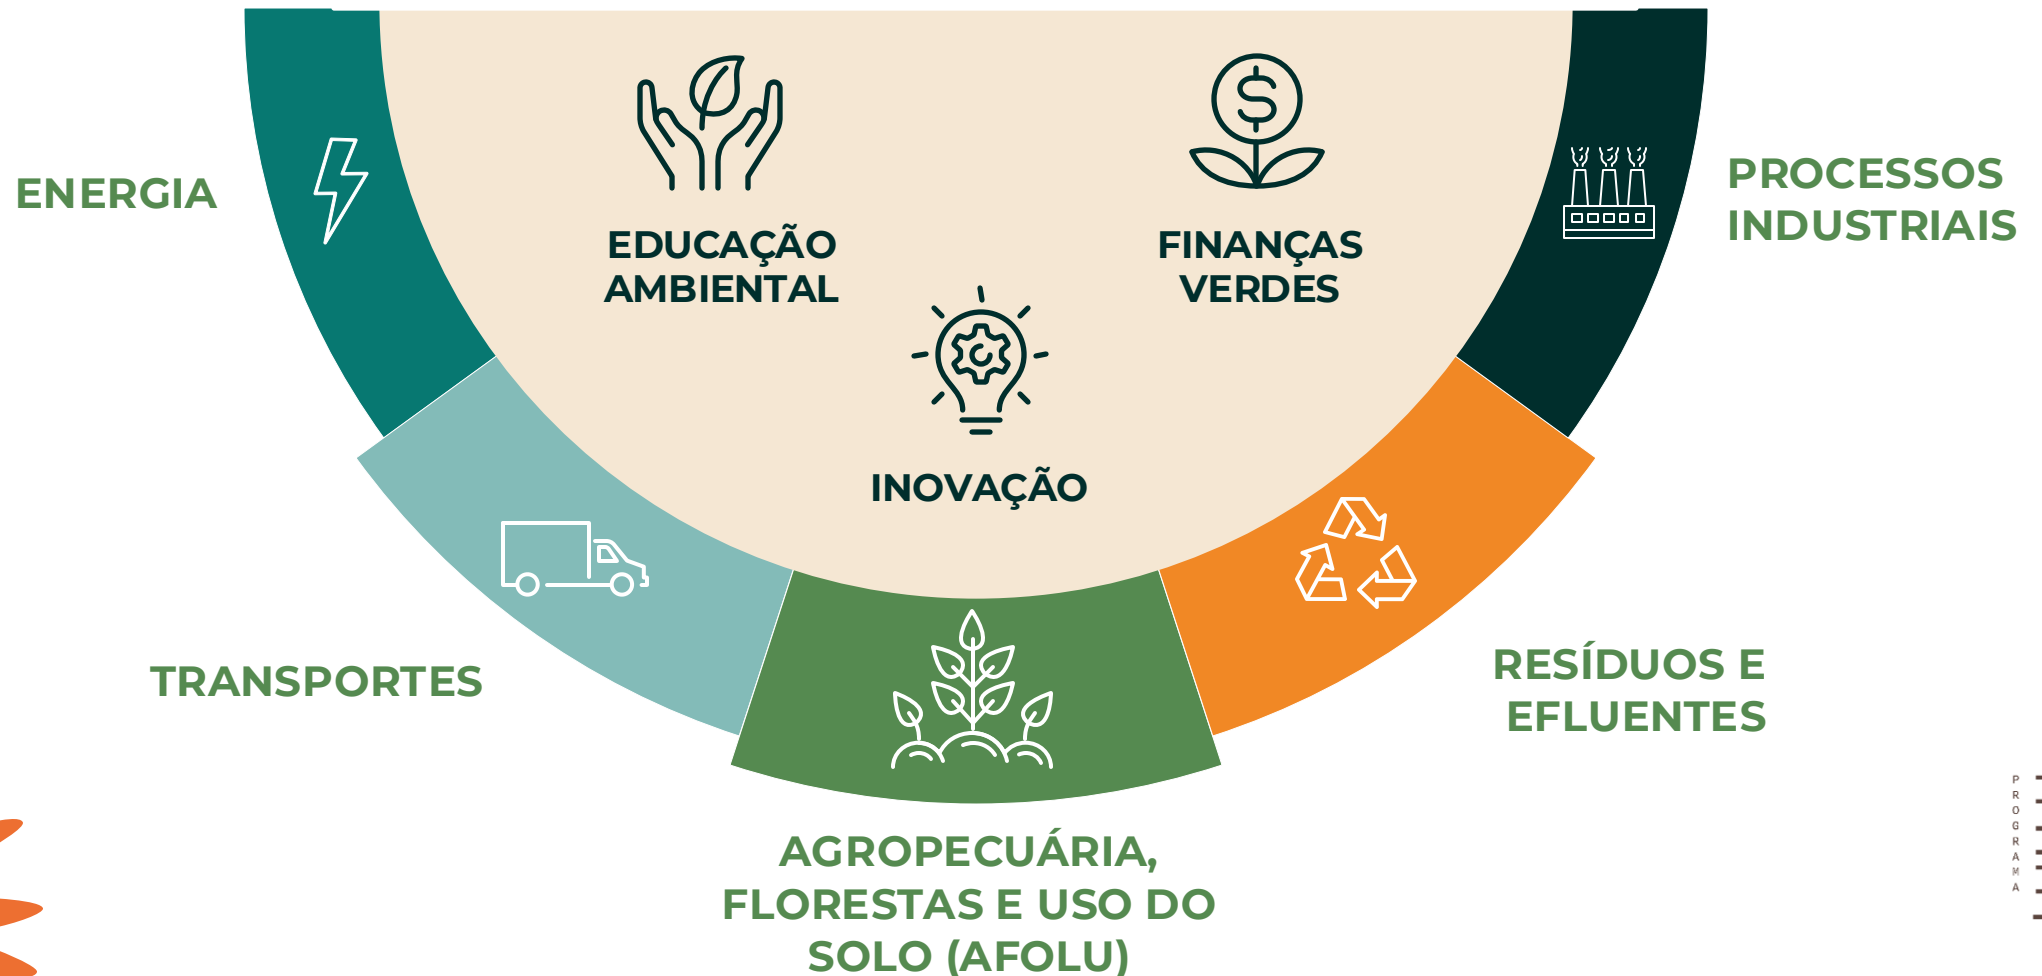 ENERGIA
EDUCAÇÃO
AMBIENTAL
FINANÇAS
VERDES
PROCESSOS
INDUSTRIAIS
INOVAÇÃO
TRANSPORTES
RESÍDUOS E
EFLUENTES
AGROPECUÁRIA,
FLORESTAS E USO DO
SOLO (AFOLU)
PROGRAMA